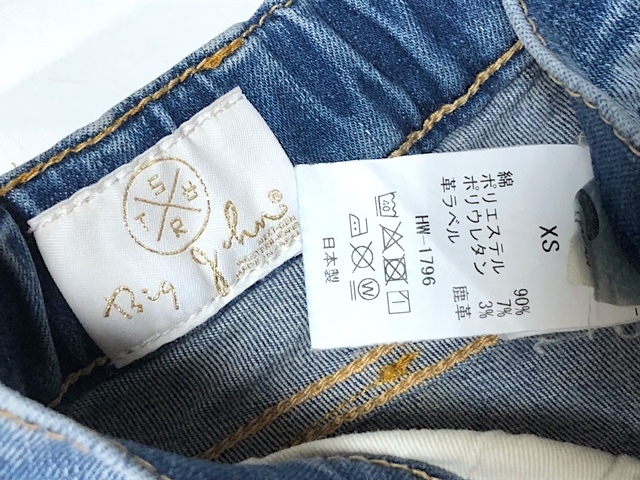 Big John®
XS
綿 90%
ポリエステル 7%
ポリウレタン 3%
革ラベル 鹿革
HW-1796
W
日本製